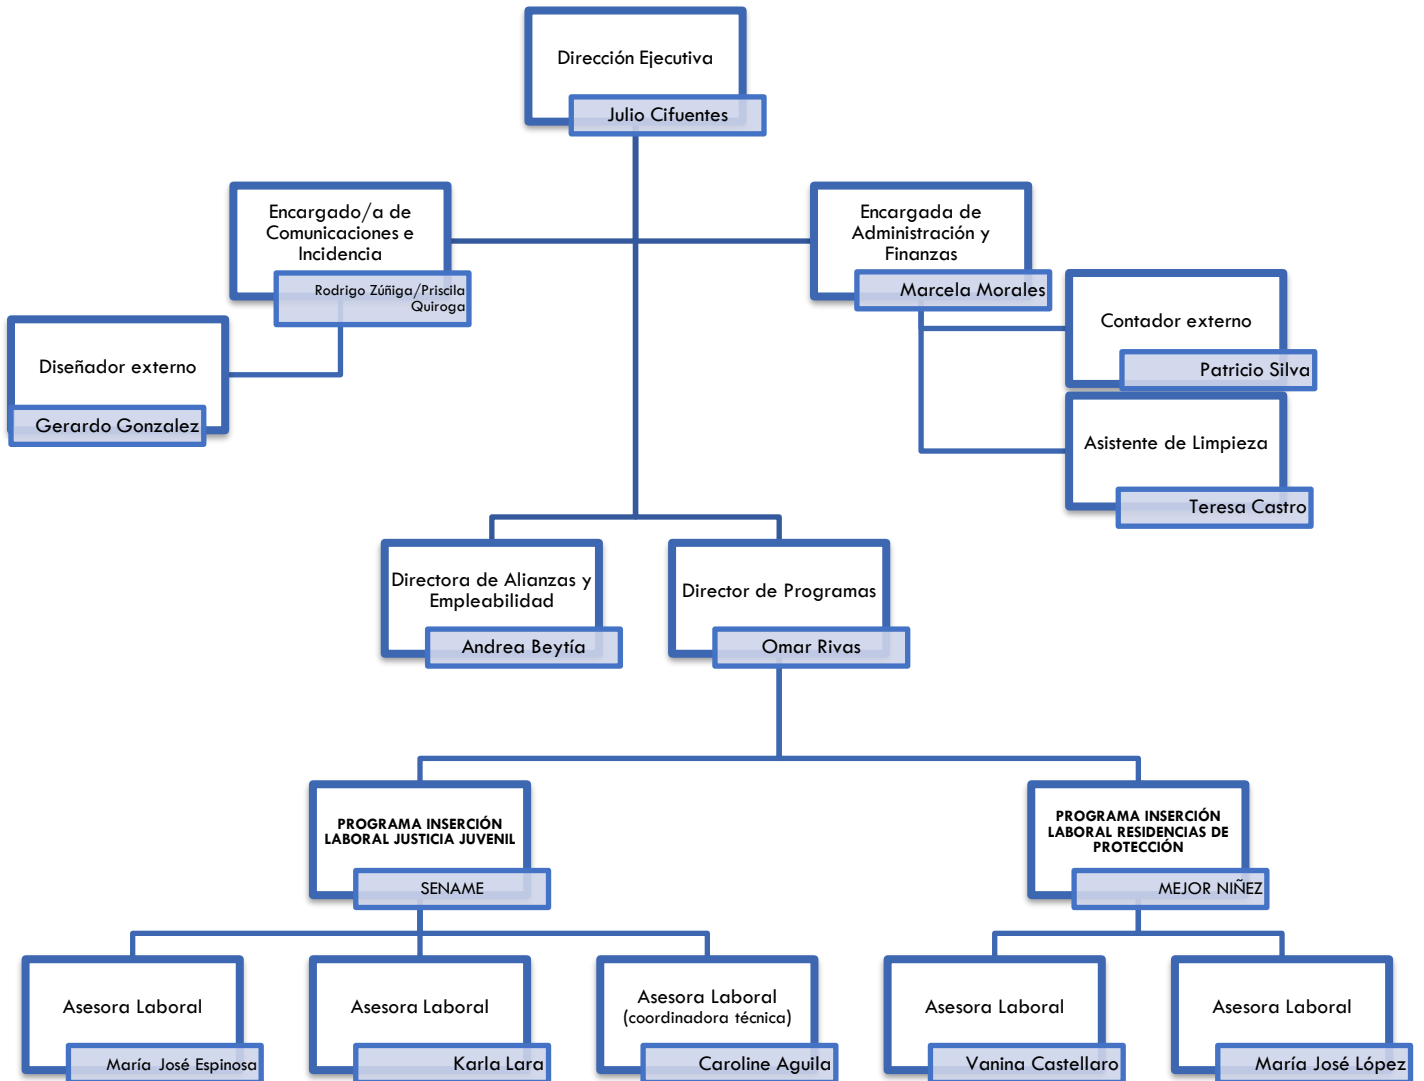 Dirección Ejecutiva
Julio Cifuentes
Encargado/a de
Comunicaciones e
Incidencia
Rodrigo Zúñiga/Priscila
Quiroga
Encargada de
Administración y
Finanzas
Marcela Morales
Diseñador externo
Gerardo Gonzalez
Contador externo
Patricio Silva
Asistente de Limpieza
Teresa Castro
Directora de Alianzas y
Empleabilidad
Andrea Beytía
Director de Programas
Omar Rivas
PROGRAMA INSERCIÓN
LABORAL JUSTICIA JUVENIL
SENAME
PROGRAMA INSERCIÓN
LABORAL RESIDENCIAS DE
PROTECCIÓN
MEJOR NIÑEZ
Asesora Laboral
María José Espinosa
Asesora Laboral
Karla Lara
Asesora Laboral
(coordinadora técnica)
Caroline Aguila
Asesora Laboral
Vanina Castellaro
Asesora Laboral
María José López